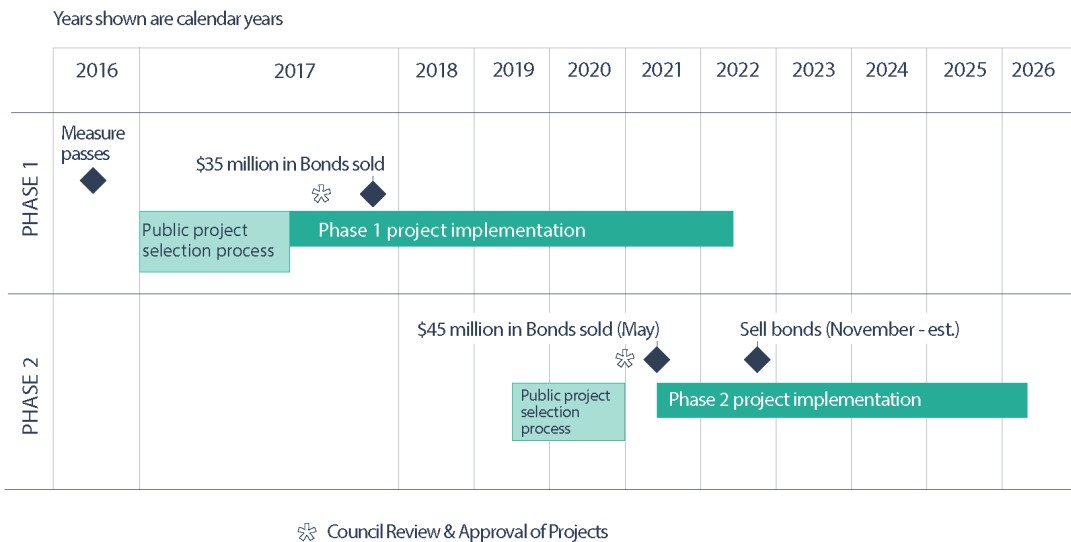 Years shown are calendar years
2016 2017 2018 2019 2020 2021 2022 2023 2024 2025 2026
PHASE 1
Measure
passes
$35 million in Bonds sold
Public project
selection process
Phase 1 project implementation
PHASE 2
$45 million in Bonds sold (May)
Sell bonds (November - est.)
Public project
selection
process
Phase 2 project implementation
Council Review & Approval of Projects